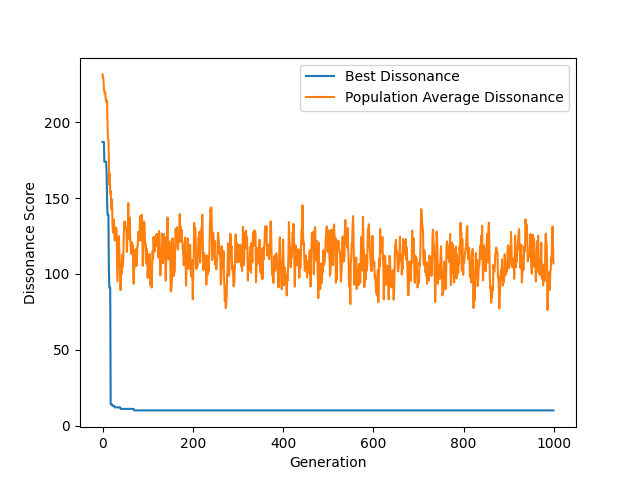 Best Dissonance
Population Average Dissonance
Dissonance Score
200
150
100
50
0
0 200 400 600 800 1000
Generation